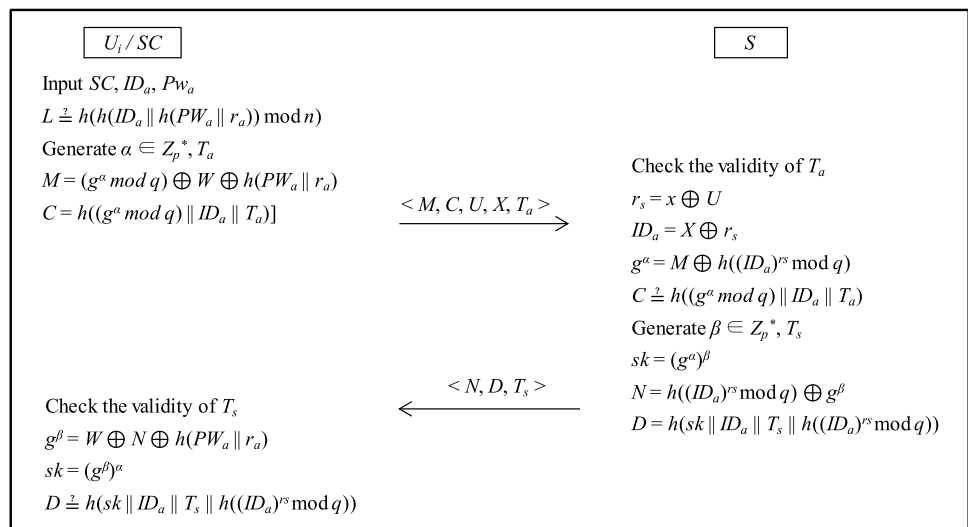 U_i / SC
Input SC, ID_a, Pw_a
L ≟ h(h(ID_a || h(PW_a || r_a)) mod n)
Generate α ∈ Z_p*, T_a
M = (g^α mod q) ⊕ W ⊕ h(PW_a || r_a)
C = h((g^α mod q) || ID_a || T_a)]
< M, C, U, X, T_a >
S
Check the validity of T_a
r_s = x ⊕ U
ID_a = X ⊕ r_s
g^α = M ⊕ h((ID_a)^rs mod q)
C ≟ h((g^α mod q) || ID_a || T_a)
Generate β ∈ Z_p*, T_s
sk = (g^α)^β
N = h((ID_a)^rs mod q) ⊕ g^β
D = h(sk || ID_a || T_s || h((ID_a)^rs mod q))
< N, D, T_s >
Check the validity of T_s
g^β = W ⊕ N ⊕ h(PW_a || r_a)
sk = (g^β)^α
D ≟ h(sk || ID_a || T_s || h((ID_a)^rs mod q))